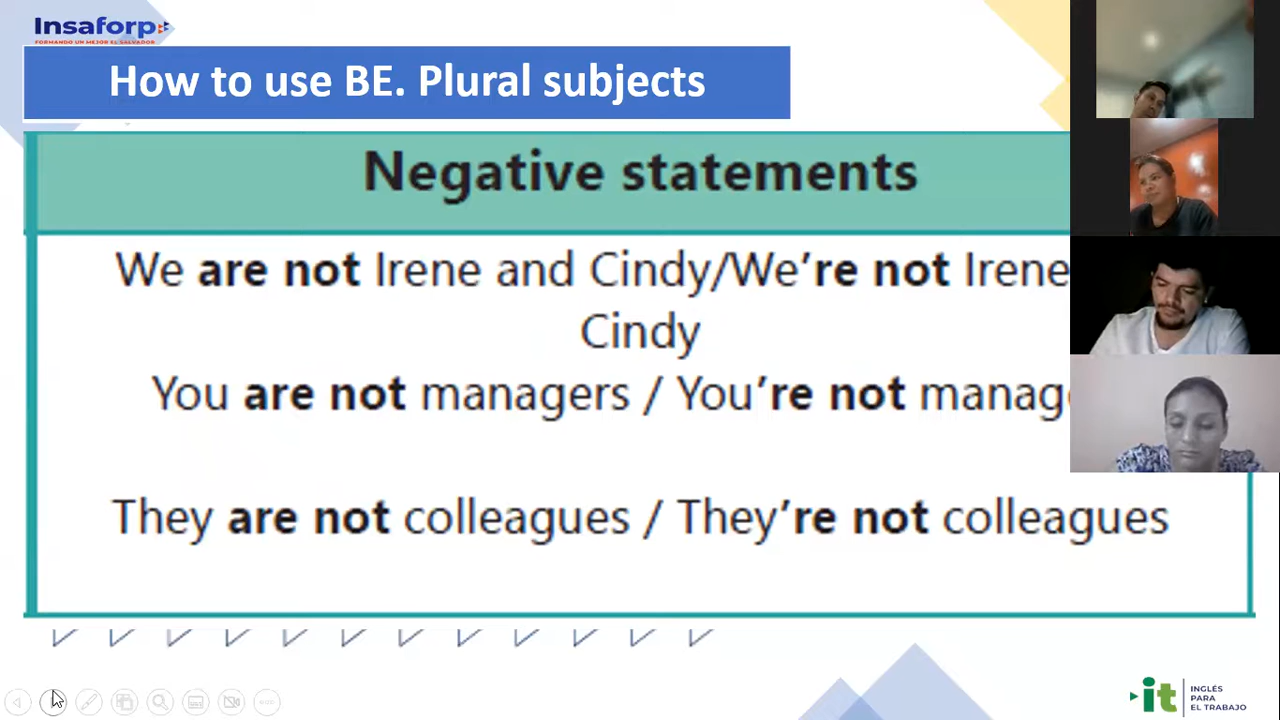 Insaforp
FORMANDO UN MEJOR EL SALVADOR
How to use BE. Plural subjects
Negative statements
We are not Irene and Cindy/We’re not Irene
Cindy
You are not managers / You’re not manag
They are not colleagues / They’re not colleagues
it
INGLÉS
PARA
EL TRABAJO